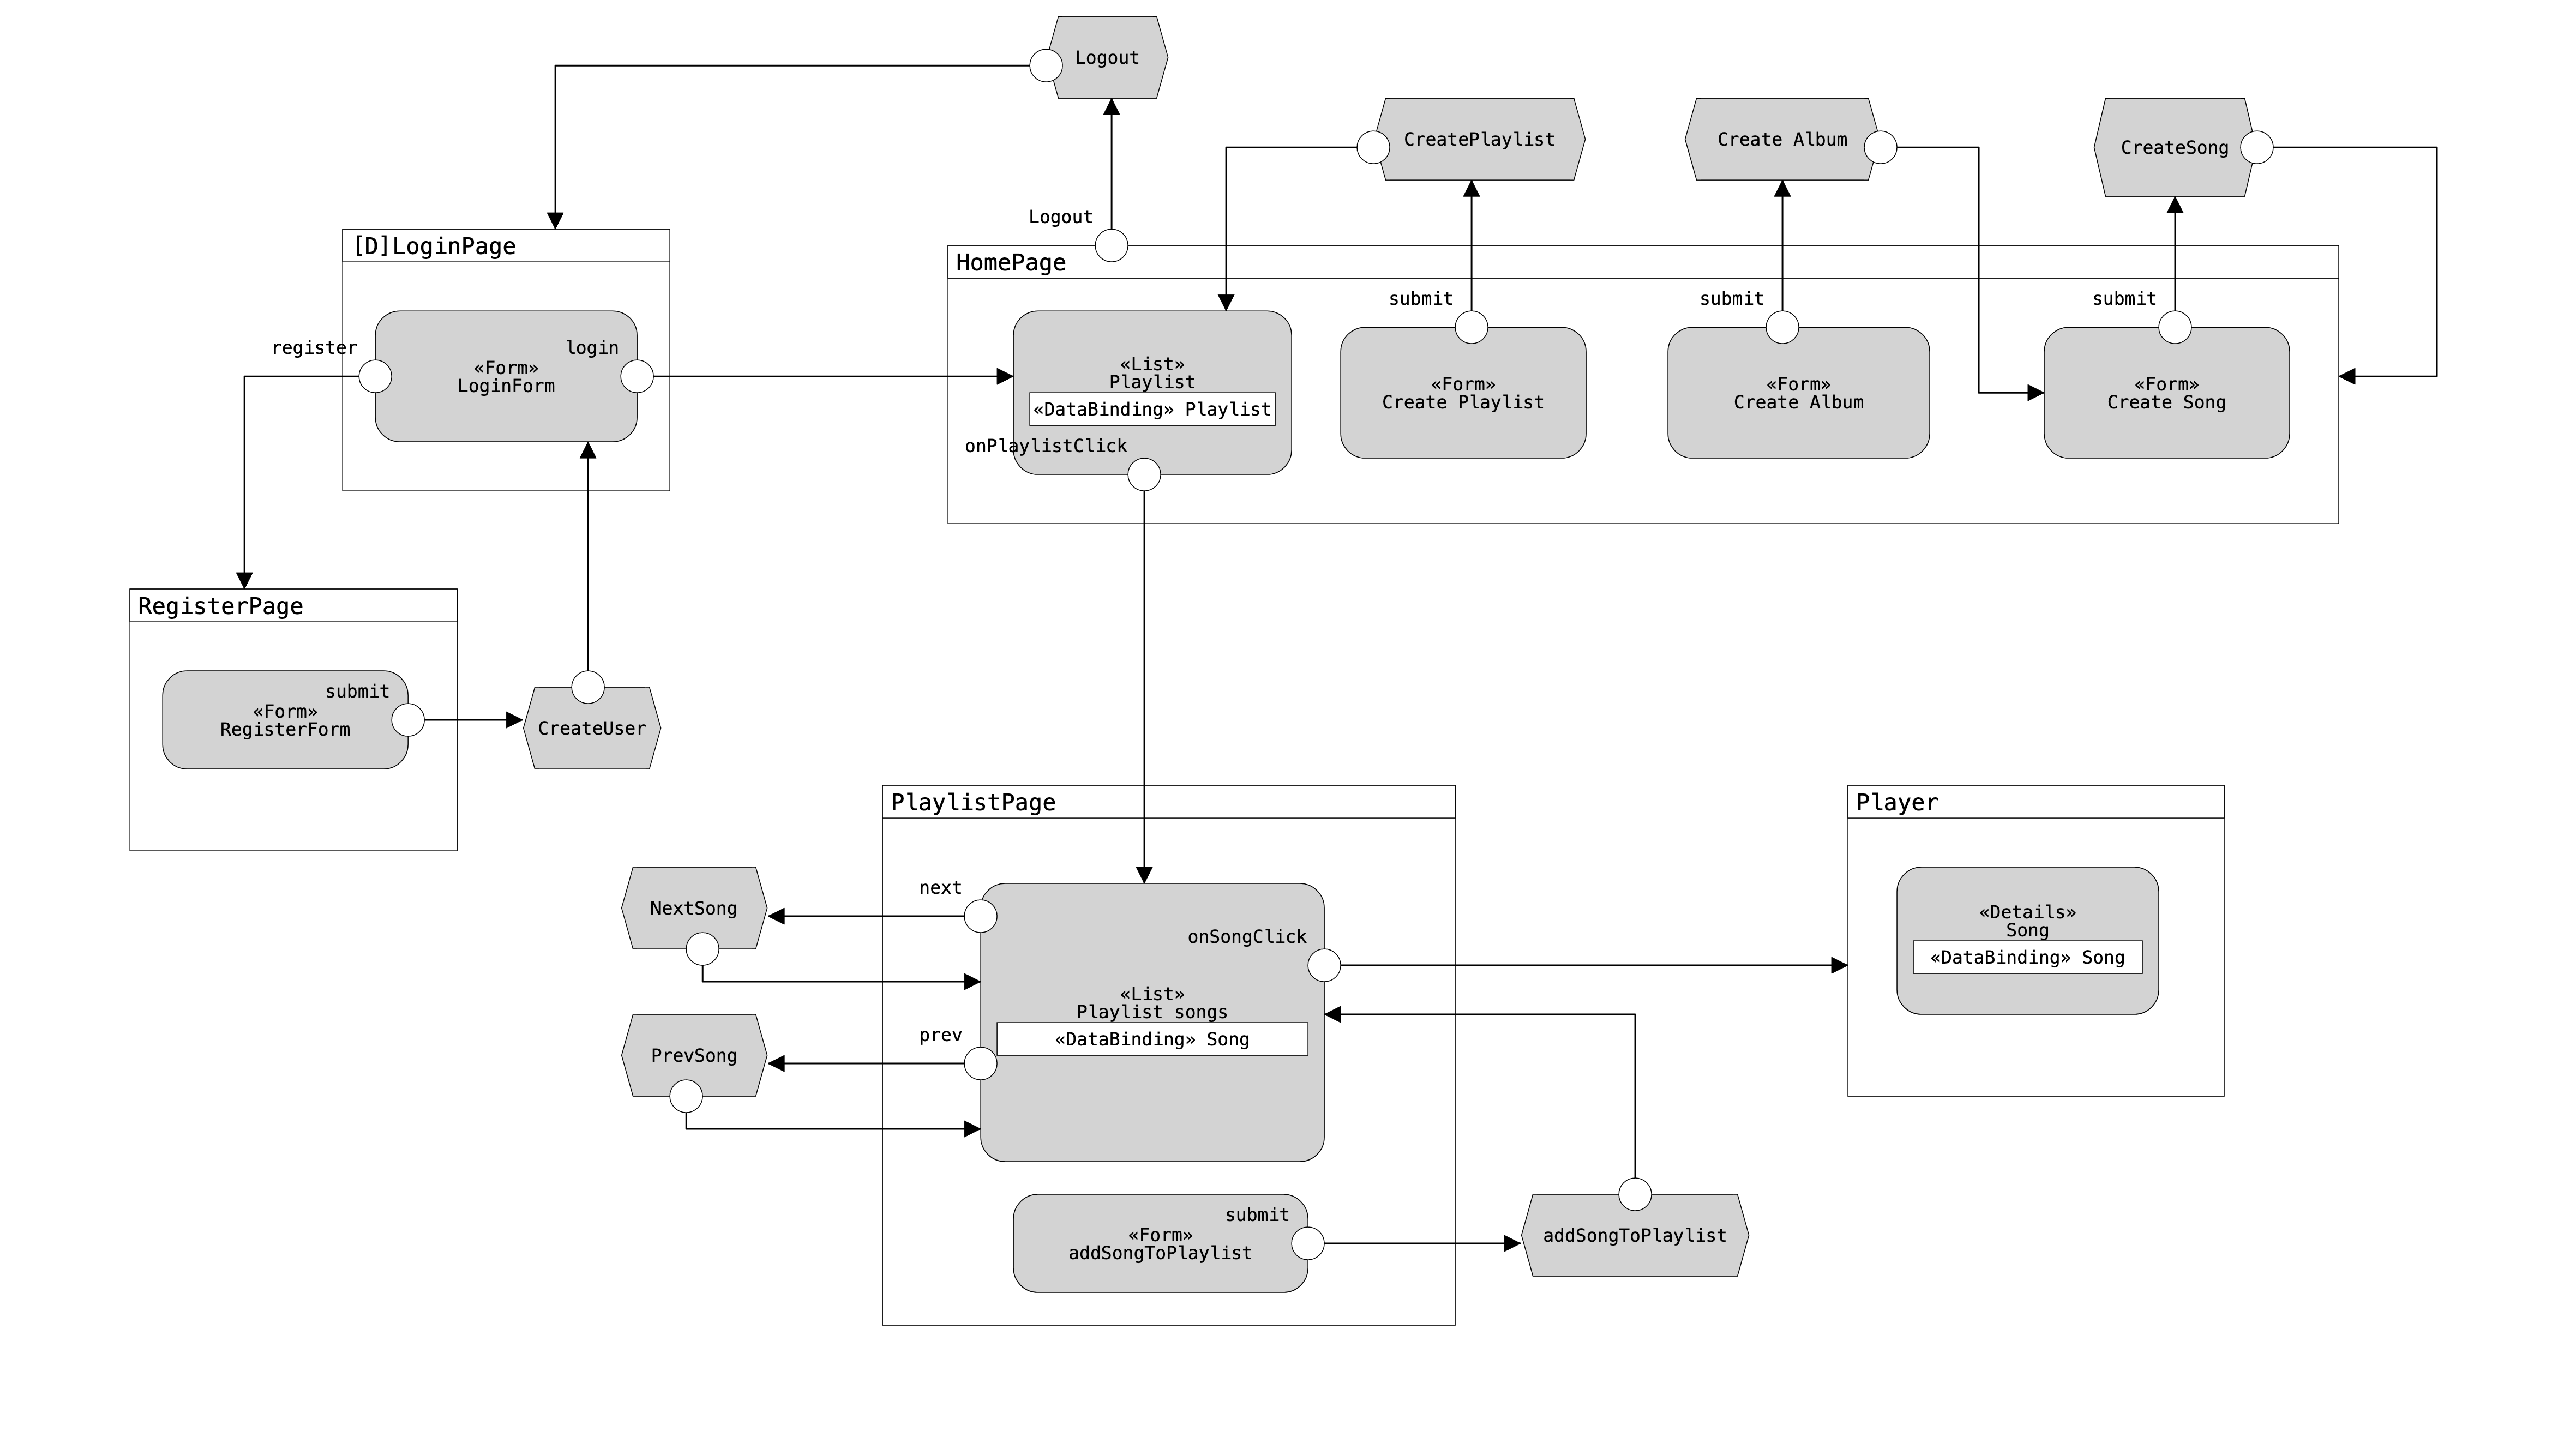 Logout
CreatePlaylist
Create Album
CreateSong
Logout
[D]LoginPage
HomePage
submit
submit
submit
register
login
«Form»
LoginForm
«List»
Playlist
«DataBinding» Playlist
onPlaylistClick
«Form»
Create Playlist
«Form»
Create Album
«Form»
Create Song
RegisterPage
submit
«Form»
RegisterForm
CreateUser
PlaylistPage
Player
next
NextSong
onSongClick
«Details»
Song
«DataBinding» Song
«List»
Playlist songs
«DataBinding» Song
prev
PrevSong
submit
«Form»
addSongToPlaylist
addSongToPlaylist